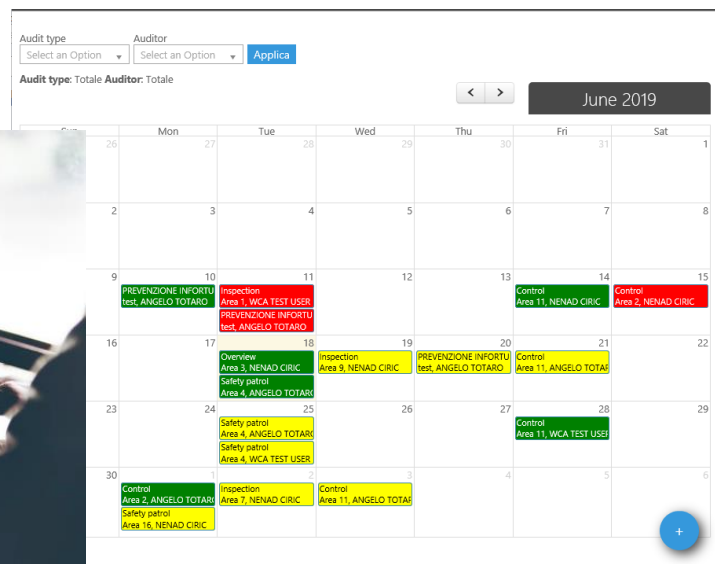 Audit type Auditor
Select an Option Select an Option Applica
Audit type: Totale Auditor: Totale
June 2019
Mon Tue Wed Thu Fri Sat
26 27 28 29 30 31 1
2 3 4 5 6 7 8
9 10 11 12 13 14 15
PREVENZIONE INFORTU
test, ANGELO TOTARO
Inspection
Area 1, WCA TEST USER
PREVENZIONE INFORTU
test, ANGELO TOTARO
Control
Area 11, NENAD CIRIC
Control
Area 2, NENAD CIRIC
16 17 18 19 20 21 22
Overview
Area 3, NENAD CIRIC
Safety patrol
Area 4, ANGELO TOTARO
Inspection
Area 9, NENAD CIRIC
PREVENZIONE INFORTU
test, ANGELO TOTARO
Control
Area 11, ANGELO TOTAR
23 24 25 26 27 28 29
Safety patrol
Area 4, ANGELO TOTARO
Safety patrol
Area 4, WCA TEST USER
Control
Area 11, WCA TEST USER
30 1 2 3 4 5 6
Control
Area 2, ANGELO TOTARO
Safety patrol
Area 16, NENAD CIRIC
Inspection
Area 7, NENAD CIRIC
Control
Area 11, ANGELO TOTAR
+